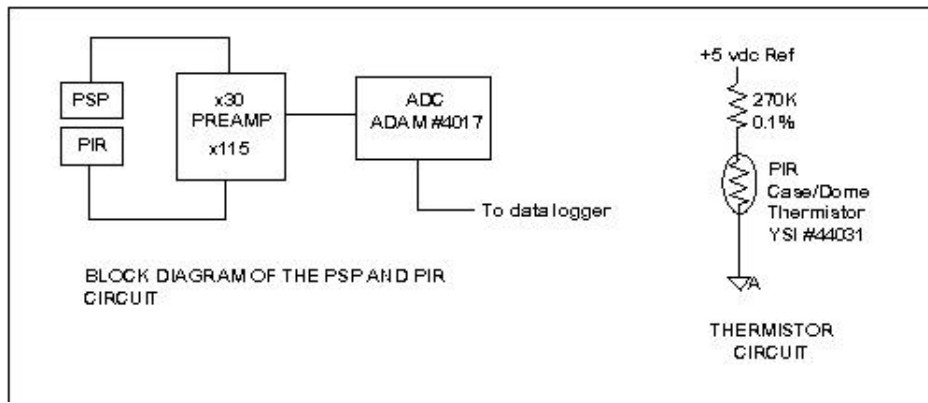 PSP
PIR
x30
PREAMP
x115
ADC
ADAM #4017
To data logger
BLOCK DIAGRAM OF THE PSP AND PIR
CIRCUIT
+5 vdc Ref
270K
0.1%
PIR
Case/Dome
Thermistor
YSI #44031
A
THERMISTOR
CIRCUIT